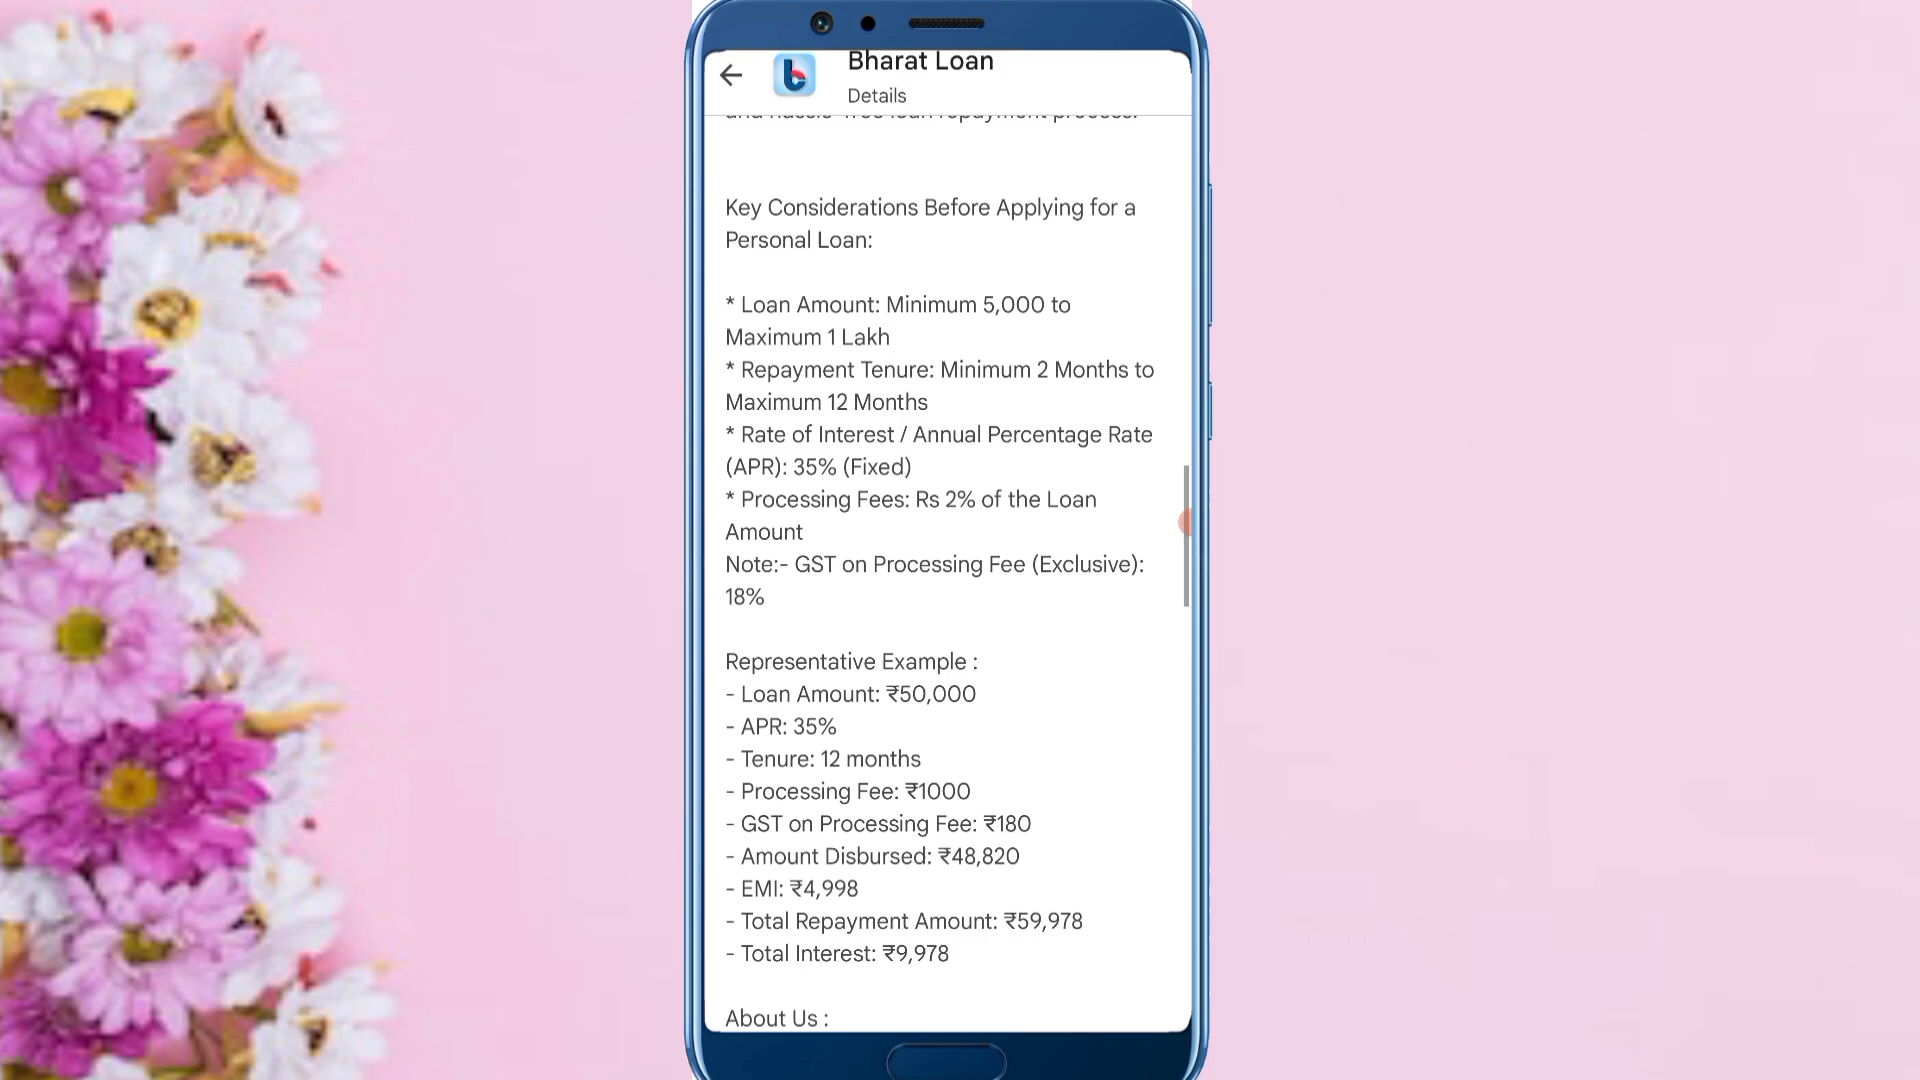 Bharat Loan
Details
Key Considerations Before Applying for a
Personal Loan:
* Loan Amount: Minimum 5,000 to
Maximum 1 Lakh
* Repayment Tenure: Minimum 2 Months to
Maximum 12 Months
* Rate of Interest / Annual Percentage Rate
(APR): 35% (Fixed)
* Processing Fees: Rs 2% of the Loan
Amount
Note:- GST on Processing Fee (Exclusive):
18%
Representative Example :
- Loan Amount: ₹50,000
- APR: 35%
- Tenure: 12 months
- Processing Fee: ₹1000
- GST on Processing Fee: ₹180
- Amount Disbursed: ₹48,820
- EMI: ₹4,998
- Total Repayment Amount: ₹59,978
- Total Interest: ₹9,978
About Us :